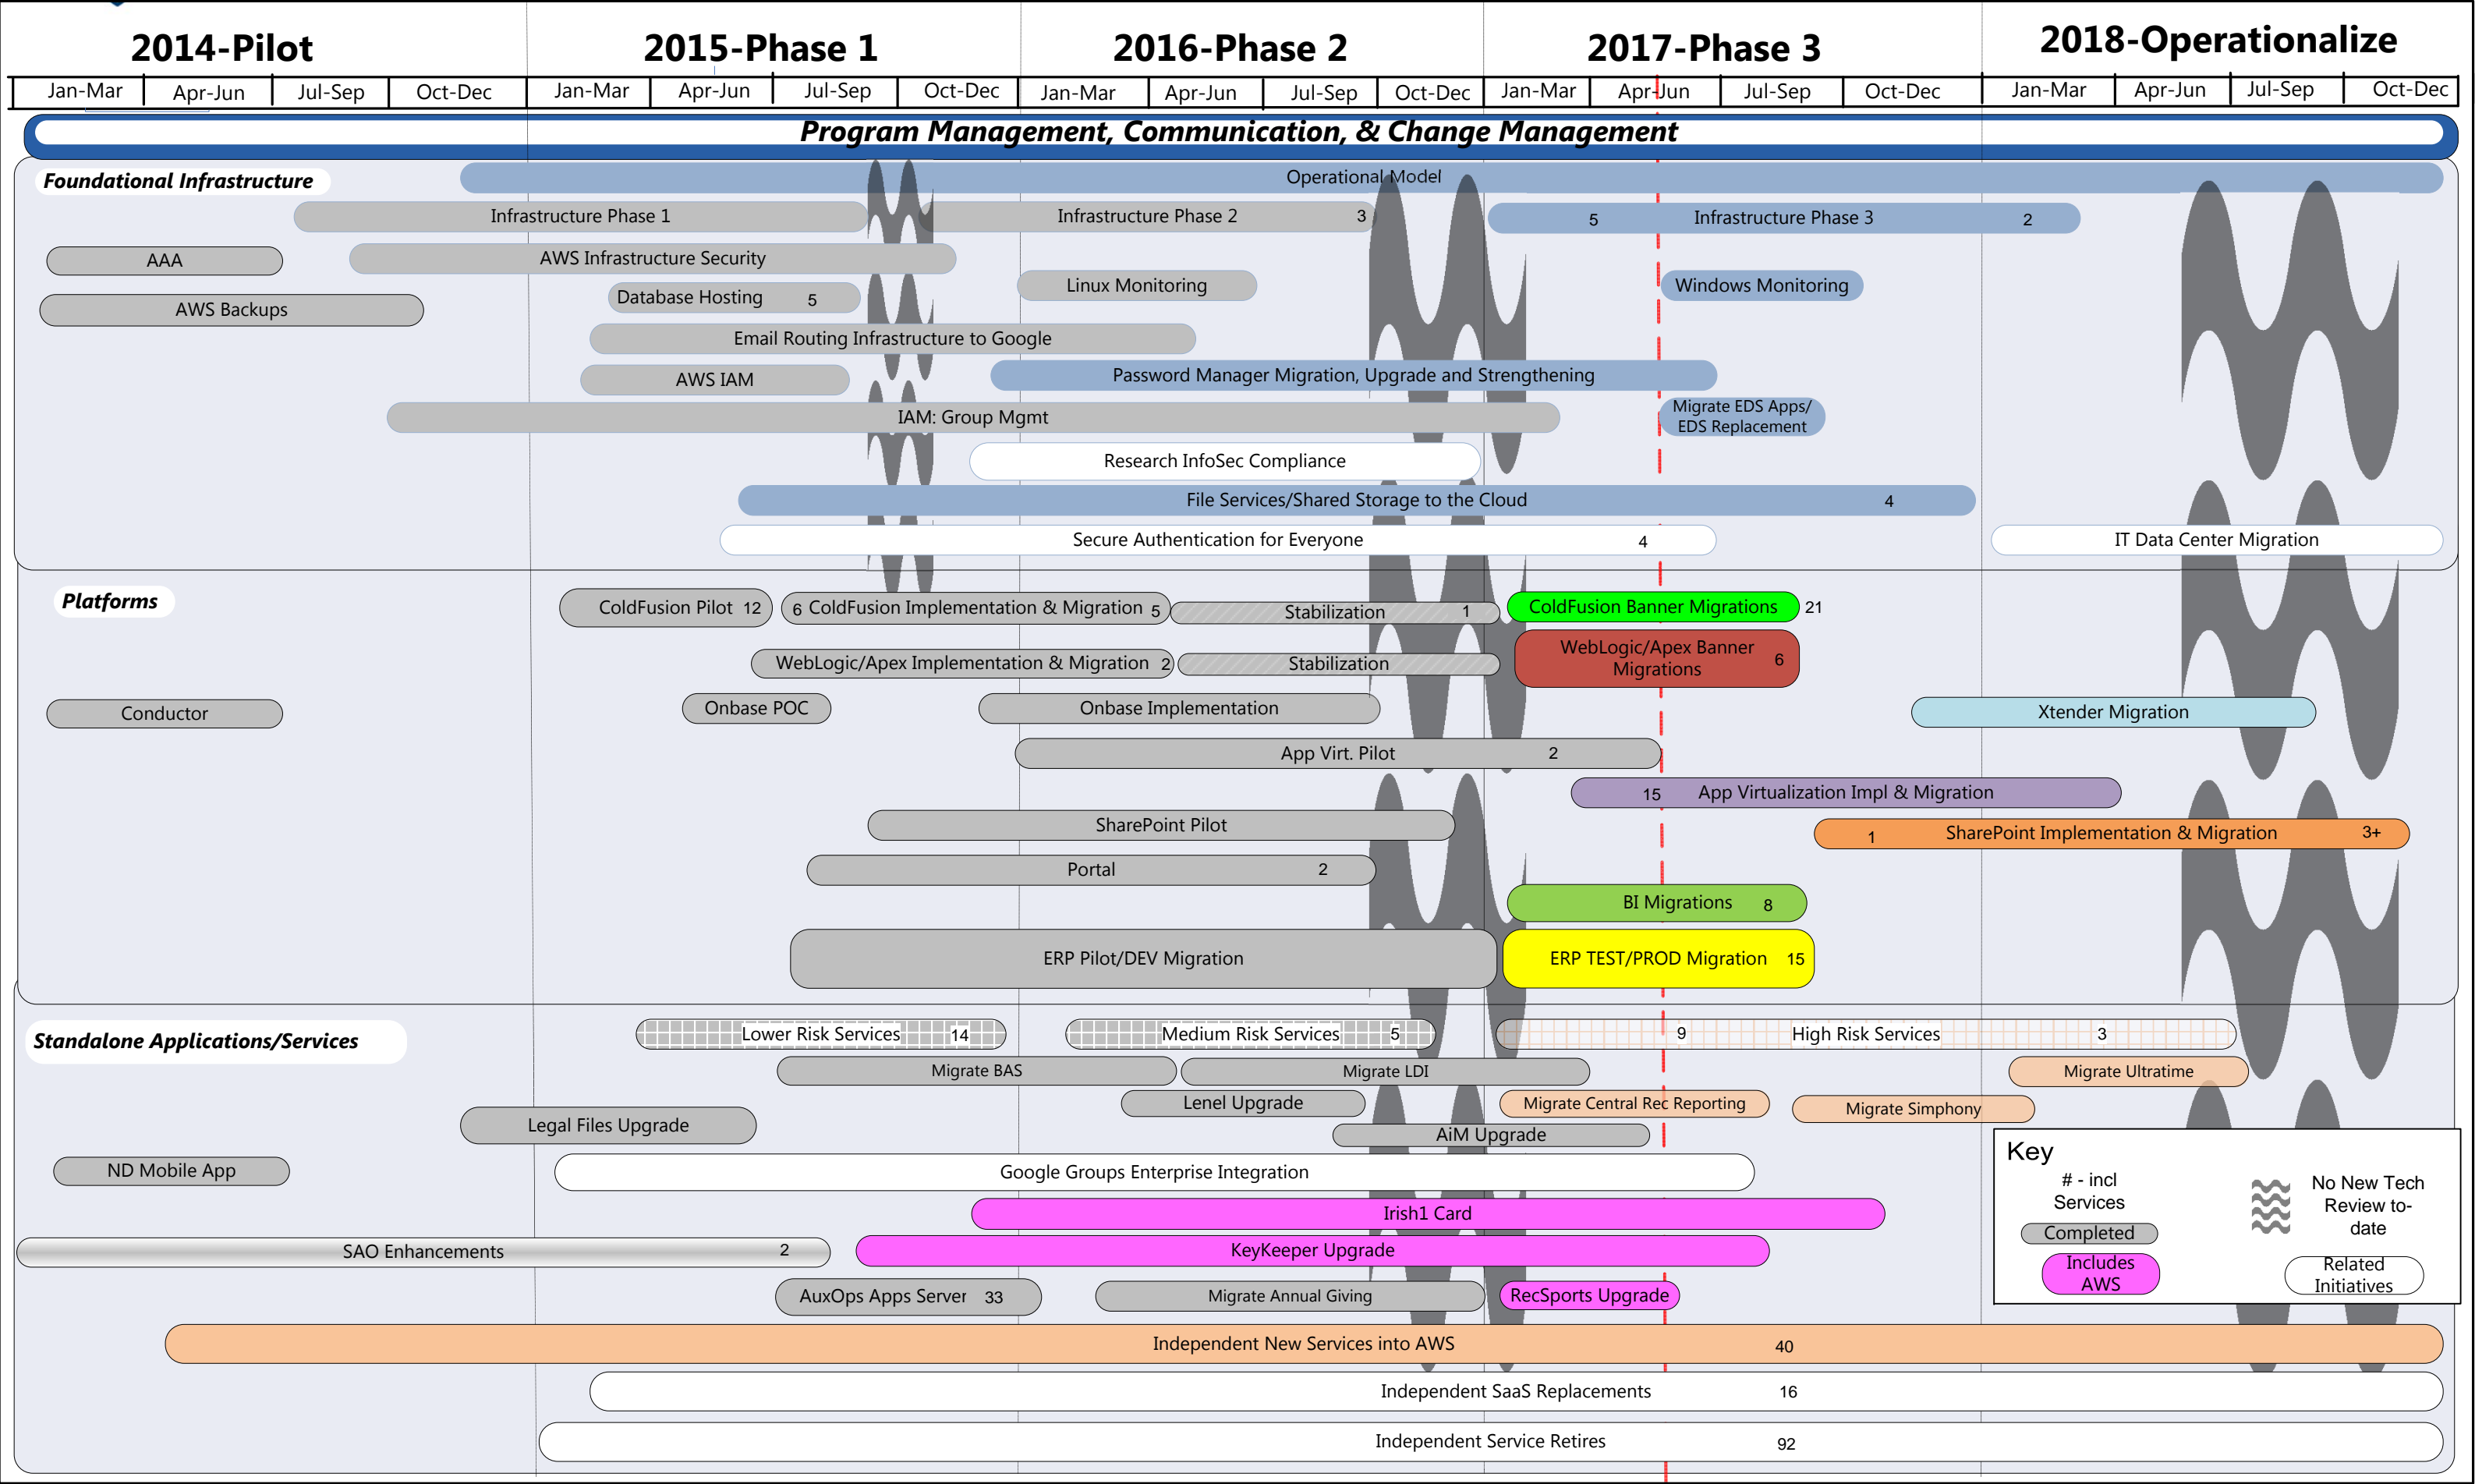 2014-Pilot
2015-Phase 1
2016-Phase 2
2017-Phase 3
2018-Operationalize
Jan-Mar
Apr-Jun
Jul-Sep
Oct-Dec
Jan-Mar
Apr-Jun
Jul-Sep
Oct-Dec
Jan-Mar
Apr-Jun
Jul-Sep
Oct-Dec
Jan-Mar
Apr-Jun
Jul-Sep
Oct-Dec
Jan-Mar
Apr-Jun
Jul-Sep
Oct-Dec
Program Management, Communication, & Change Management
Foundational Infrastructure
Operational Model
Infrastructure Phase 1
Infrastructure Phase 2 3
5 Infrastructure Phase 3 2
AAA
AWS Infrastructure Security
Linux Monitoring
Windows Monitoring
Database Hosting 5
AWS Backups
Email Routing Infrastructure to Google
AWS IAM
Password Manager Migration, Upgrade and Strengthening
IAM: Group Mgmt
Migrate EDS Apps/
EDS Replacement
Research InfoSec Compliance
File Services/Shared Storage to the Cloud 4
Secure Authentication for Everyone 4
IT Data Center Migration
Platforms
ColdFusion Pilot 12
6 ColdFusion Implementation & Migration 5
Stabilization 1
ColdFusion Banner Migrations 21
WebLogic/Apex Implementation & Migration 2
Stabilization
WebLogic/Apex Banner
Migrations 6
Conductor
Onbase POC
Onbase Implementation
Xtender Migration
App Virt. Pilot 2
15 App Virtualization Impl & Migration
SharePoint Pilot
1 SharePoint Implementation & Migration 3+
Portal 2
BI Migrations 8
ERP Pilot/DEV Migration
ERP TEST/PROD Migration 15
Standalone Applications/Services
Lower Risk Services 14
Medium Risk Services 5
9 High Risk Services 3
Migrate BAS
Migrate LDI
Migrate Ultratime
Lenel Upgrade
Migrate Central Rec Reporting
Migrate Simphony
Legal Files Upgrade
AiM Upgrade
ND Mobile App
Google Groups Enterprise Integration
Irish1 Card
SAO Enhancements 2
KeyKeeper Upgrade
AuxOps Apps Server 33
Migrate Annual Giving
RecSports Upgrade
Independent New Services into AWS 40
Independent SaaS Replacements 16
Independent Service Retires 92
Key
# - incl
Services
Completed
Includes
AWS
No New Tech
Review to-
date
Related
Initiatives